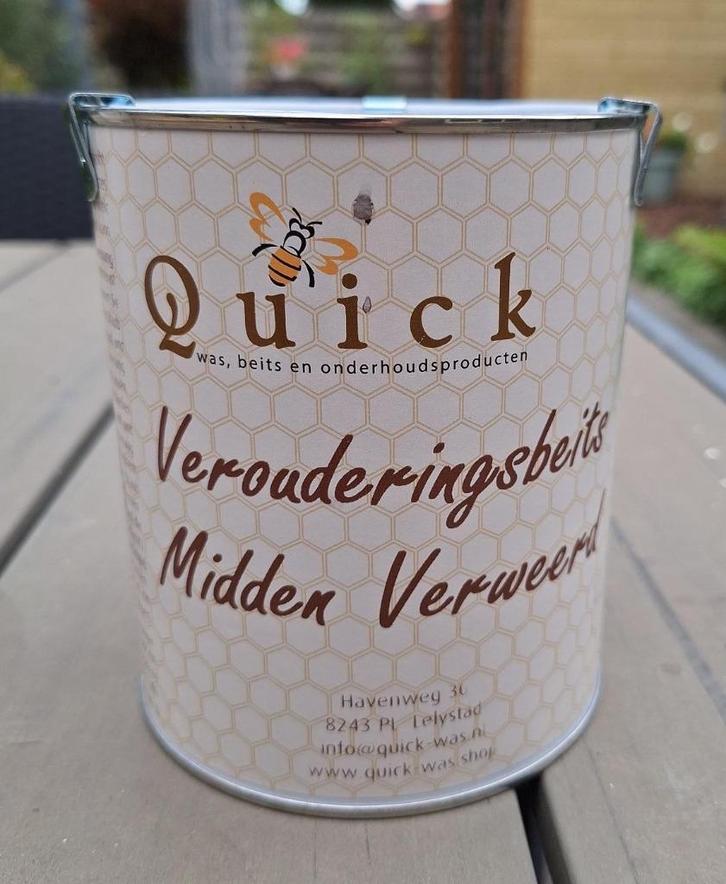 Quick
was, beits en onderhoudsproducten
Verouderingsbeits
Midden Verweerd
Havenweg
8243 PL Lelystad
info@quick-was.nl
www.quick-was.shop